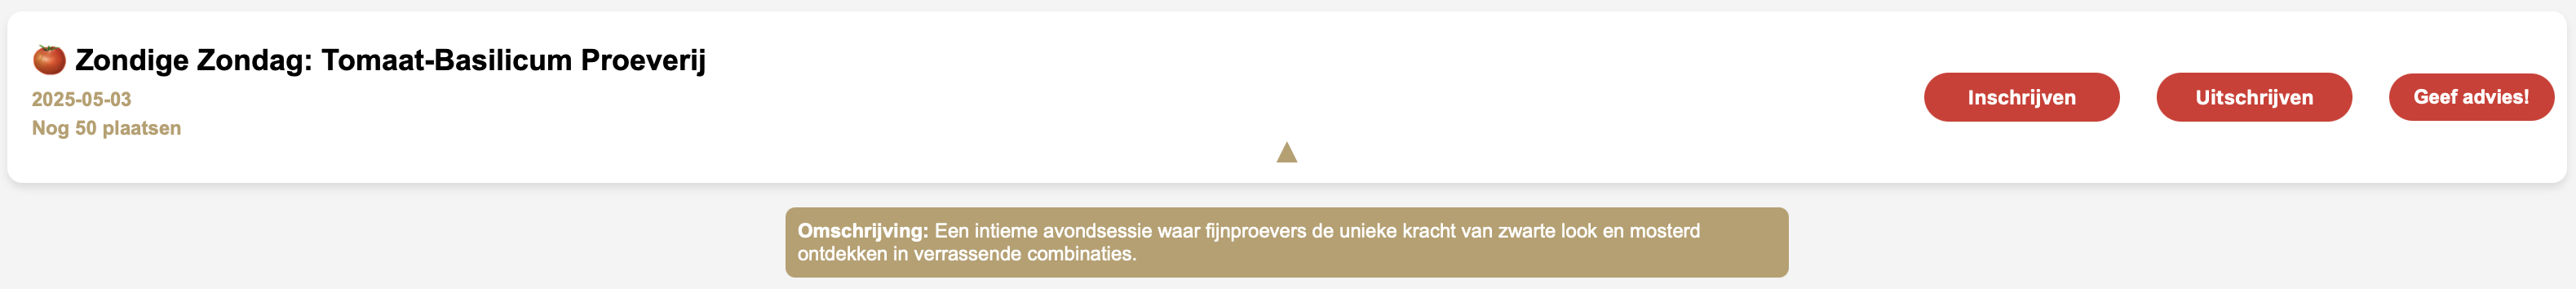 🍅 Zondige Zondag: Tomaat-Basilicum Proeverij
2025-05-03
Nog 50 plaatsen
Inschrijven
Uitschrijven
Geef advies!
▲
Omschrijving: Een intieme avondsessie waar fijnproevers de unieke kracht van zwarte look en mosterd
ontdekken in verrassende combinaties.